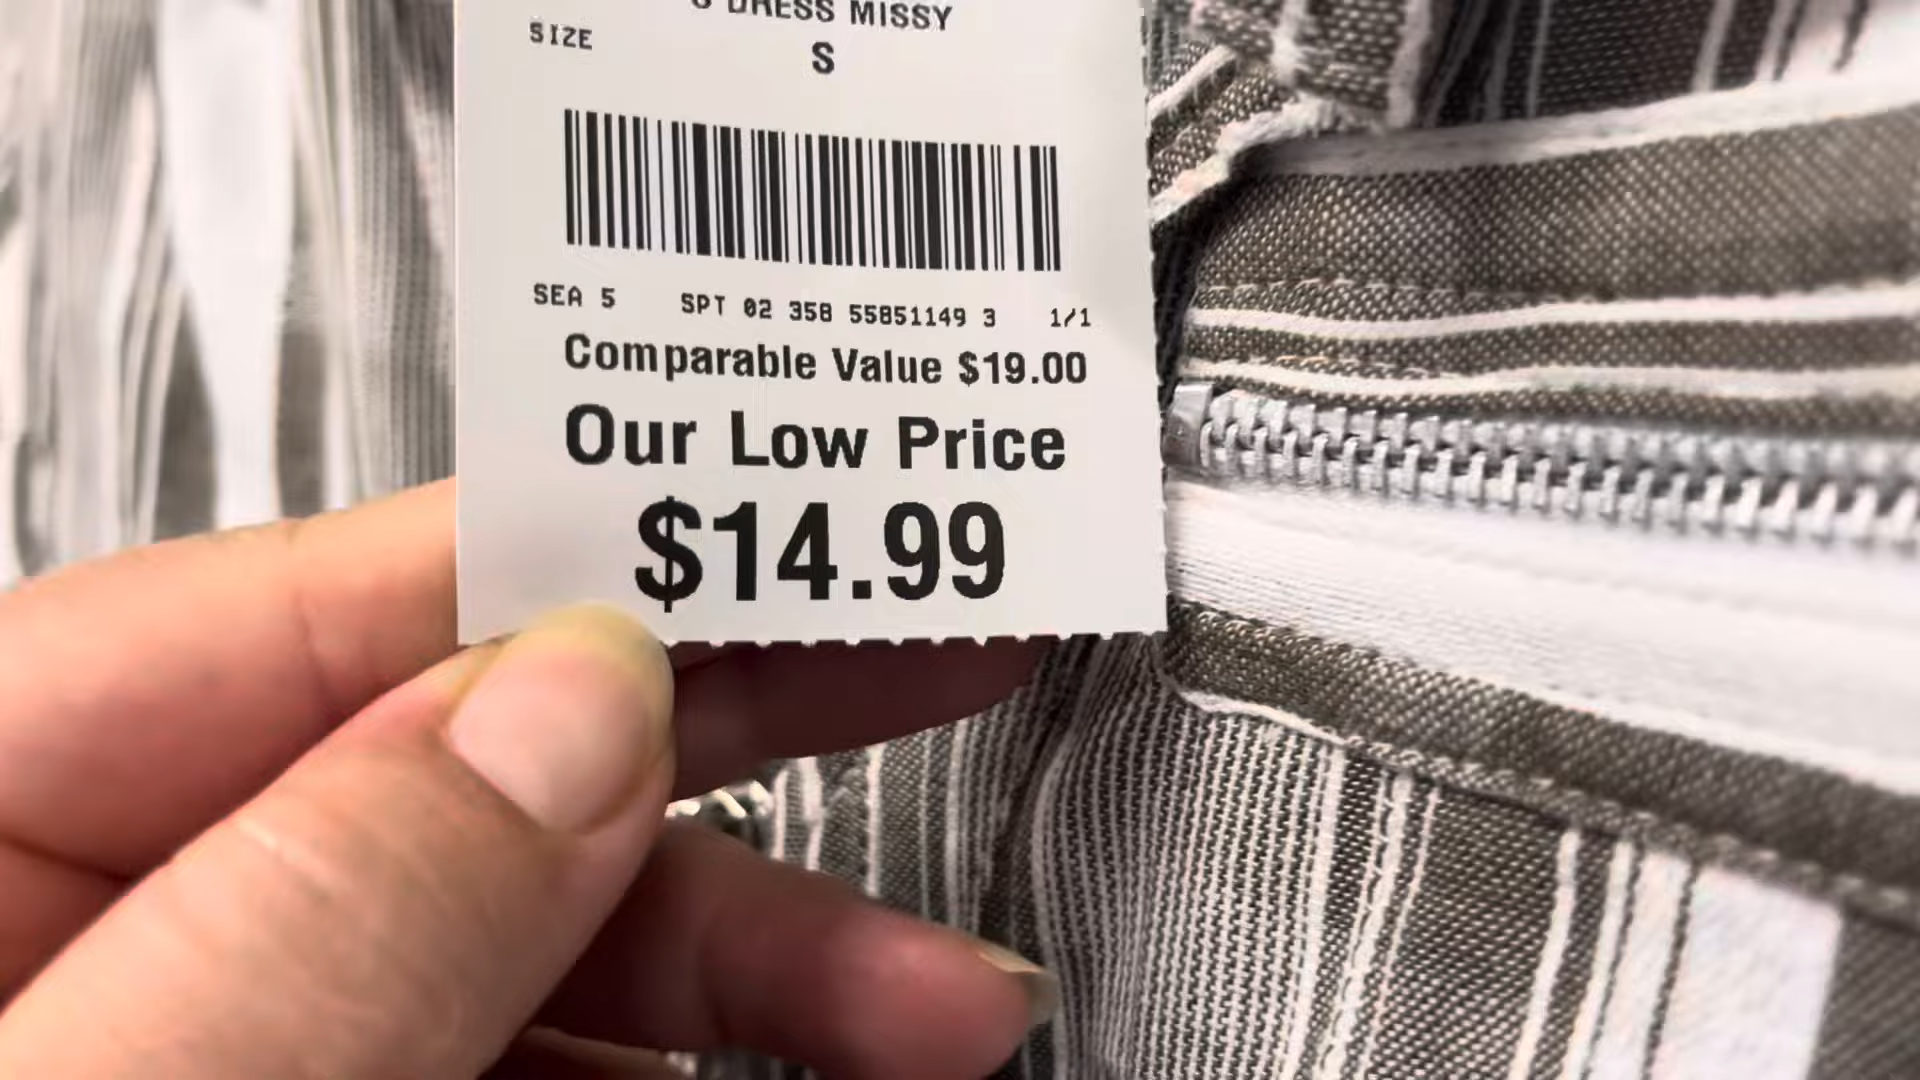 DRESS MISSY
SIZE
S
SEA 5 SPT 02 358 55851149 3 1/1
Comparable Value $19.00
Our Low Price
$14.99